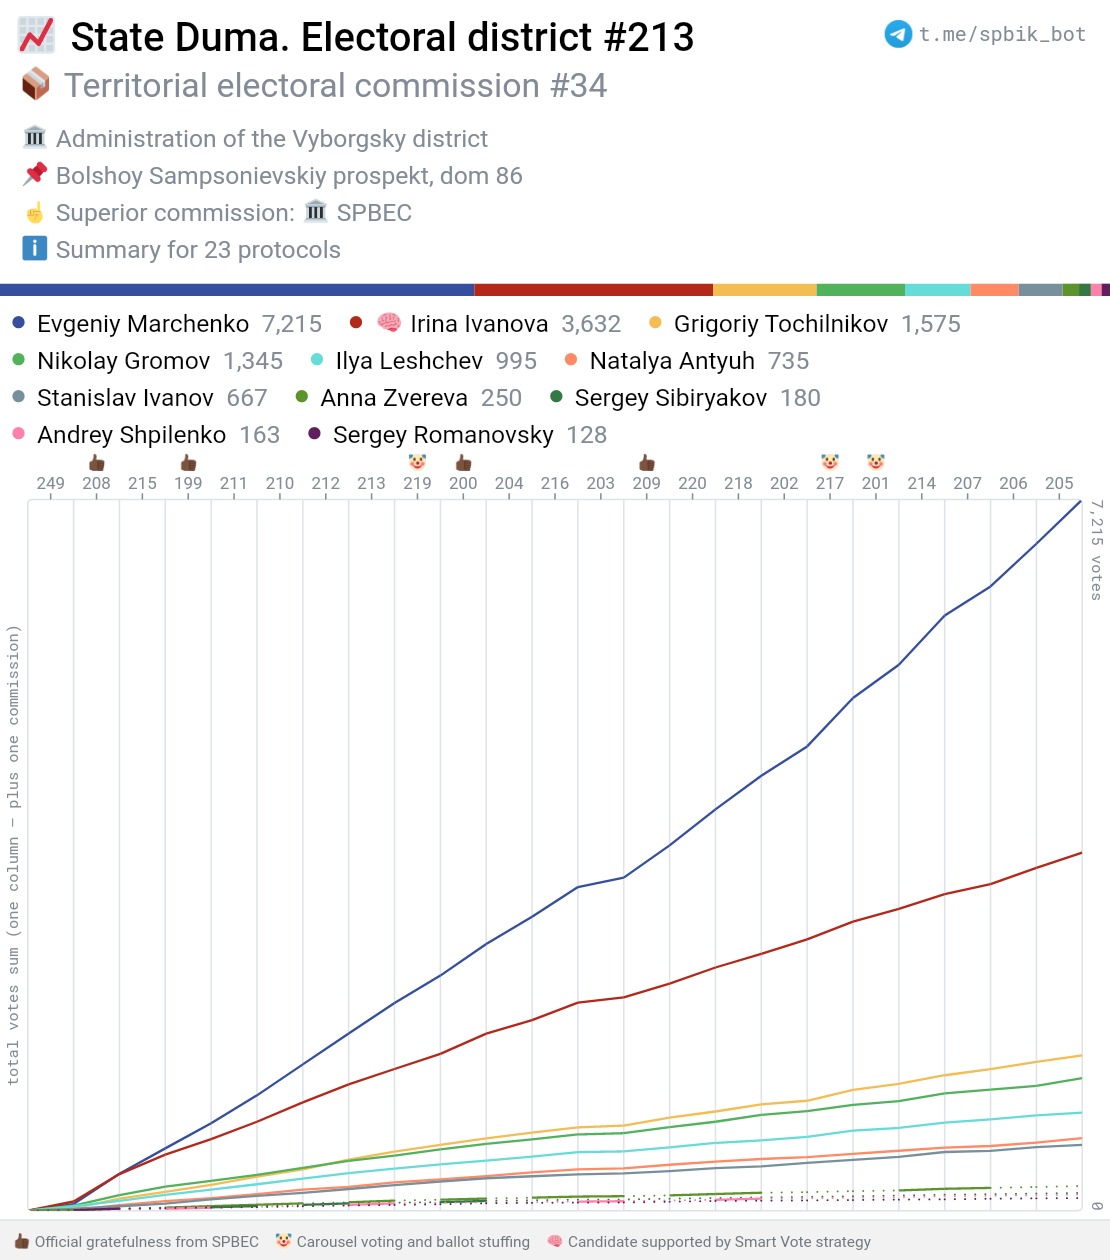 State Duma. Electoral district #213
t.me/spbik_bot
Territorial electoral commission #34
Administration of the Vyborgsky district
Bolshoy Sampsonievskiy prospekt, dom 86
Superior commission: SPBEC
Summary for 23 protocols
Evgeniy Marchenko 7,215 Irina Ivanova 3,632 Grigoriy Tochilnikov 1,575
Nikolay Gromov 1,345 Ilya Leshchev 995 Natalya Antyuh 735
Stanislav Ivanov 667 Anna Zvereva 250 Sergey Sibiryakov 180
Andrey Shpilenko 163 Sergey Romanovsky 128
249 208 215 199 211 210 212 213 219 200 204 216 203 209 220 218 202 217 201 214 207 206 205
7,215 votes
total votes sum (one column — plus one commission)
0
Official gratefulness from SPBEC Carousel voting and ballot stuffing Candidate supported by Smart Vote strategy